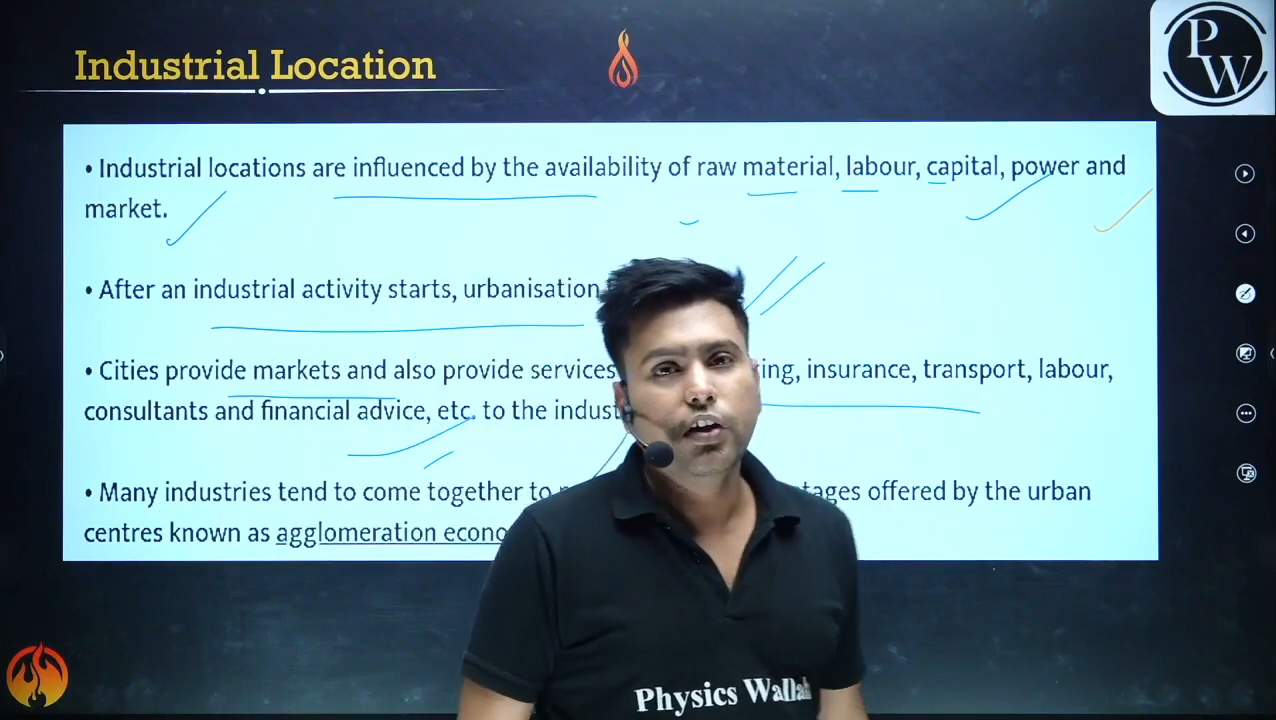 Industrial Location
P
W
• Industrial locations are influenced by the availability of raw material, labour, capital, power and
market.
• After an industrial activity starts, urbanisation
• Cities provide markets and also provide services ing, insurance, transport, labour,
consultants and financial advice, etc. to the indust
• Many industries tend to come together to tages offered by the urban
centres known as agglomeration econo
Physics Wallah